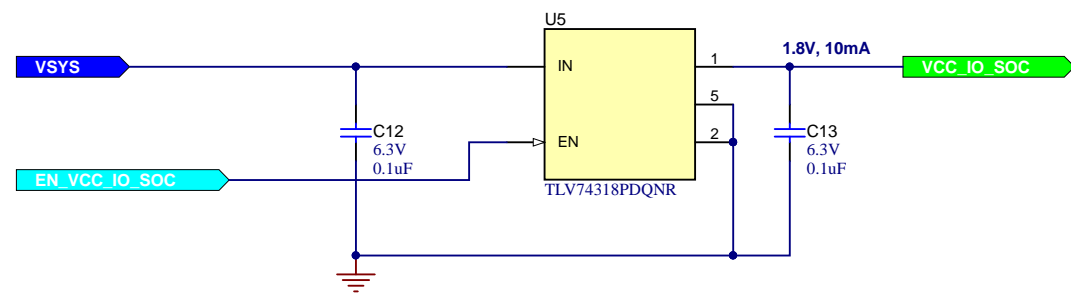 U5
VSYS
IN
1
1.8V, 10mA
VCC_IO_SOC
5
C12
6.3V
0.1uF
EN
2
C13
6.3V
0.1uF
EN_VCC_IO_SOC
TLV74318PDQNR